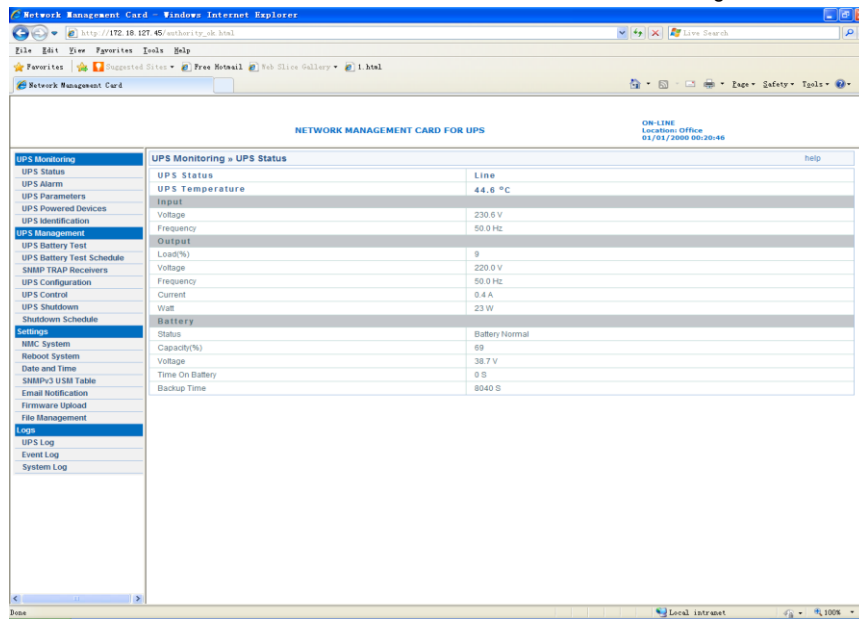 Network Management Card - Windows Internet Explorer
http://172.18.127.45/authority_ok.html
Live Search
File Edit View Favorites Tools Help
Favorites Suggested Sites Free Hotmail Web Slice Gallery 1.html
Network Management Card
Page Safety Tools
NETWORK MANAGEMENT CARD FOR UPS
ON-LINE
Location: Office
01/01/2000 00:20:46
UPS Monitoring
UPS Status
UPS Alarm
UPS Parameters
UPS Powered Devices
UPS Identification
UPS Management
UPS Battery Test
UPS Battery Test Schedule
SNMP TRAP Receivers
UPS Configuration
UPS Control
UPS Shutdown
Shutdown Schedule
Settings
NMC System
Reboot System
Date and Time
SNMPv3 USM Table
Email Notification
Firmware Upload
File Management
Logs
UPS Log
Event Log
System Log
UPS Monitoring » UPS Status
help
UPS Status Line
UPS Temperature 44.6 °C
Input
Voltage 230.6 V
Frequency 50.0 Hz
Output
Load(%) 9
Voltage 220.0 V
Frequency 50.0 Hz
Current 0.4 A
Watt 23 W
Battery
Status Battery Normal
Capacity(%) 69
Voltage 38.7 V
Time On Battery 0 S
Backup Time 8040 S
Done
Local intranet
100%